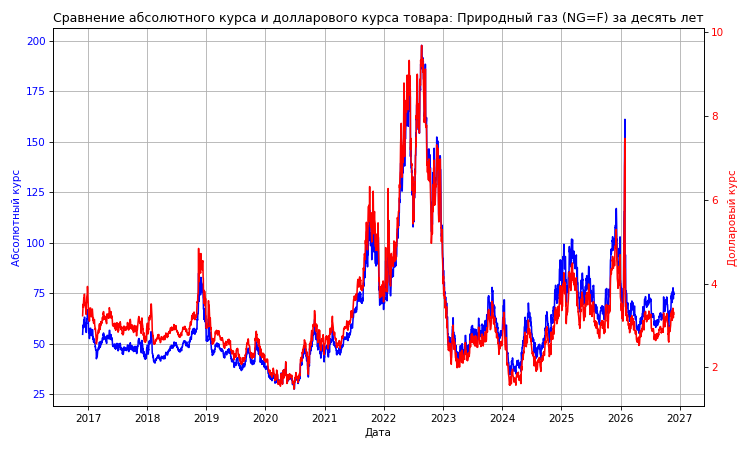 Сравнение абсолютного курса и долларового курса товара: Природный газ (NG=F) за десять лет
200
175
150
125
100
75
50
25
Абсолютный курс
10
8
6
4
2
Долларовый курс
2017 2018 2019 2020 2021 2022 2023 2024 2025 2026 2027
Дата